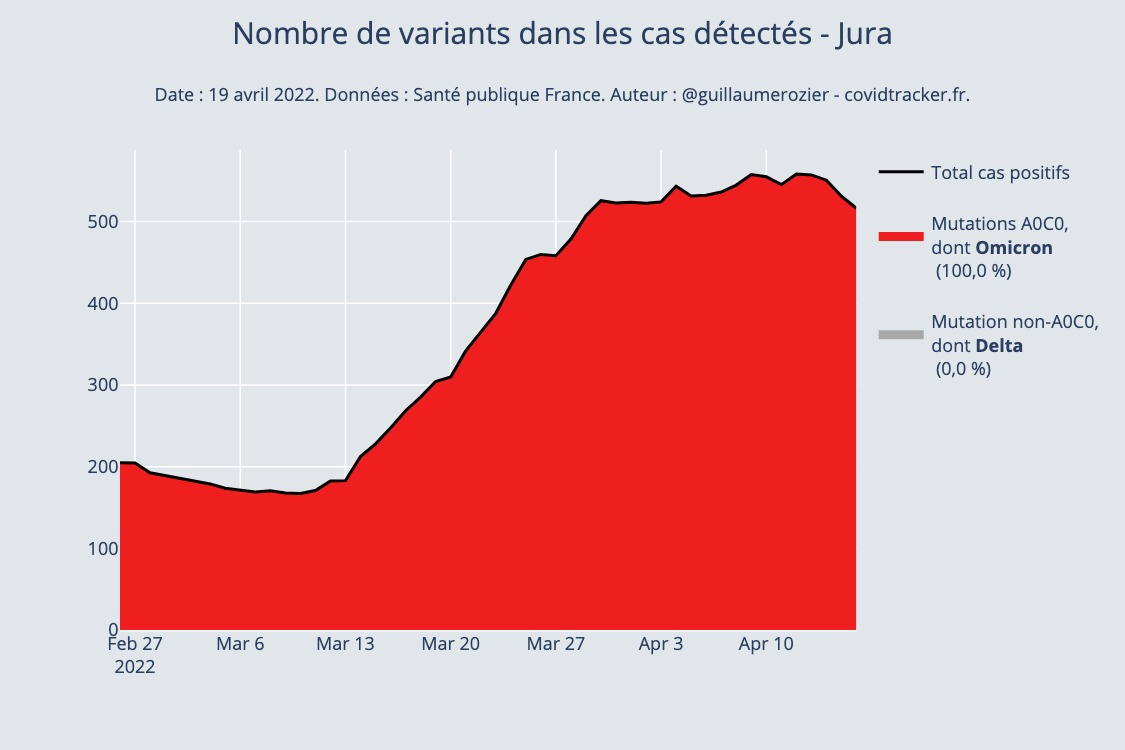 Nombre de variants dans les cas détectés - Jura
Date : 19 avril 2022. Données : Santé publique France. Auteur : @guillaumerozier - covidtracker.fr.
Total cas positifs
Mutations A0C0,
dont Omicron
(100,0 %)
Mutation non-A0C0,
dont Delta
(0,0 %)
500
400
300
200
100
0
Feb 27 Mar 6 Mar 13 Mar 20 Mar 27 Apr 3 Apr 10
2022